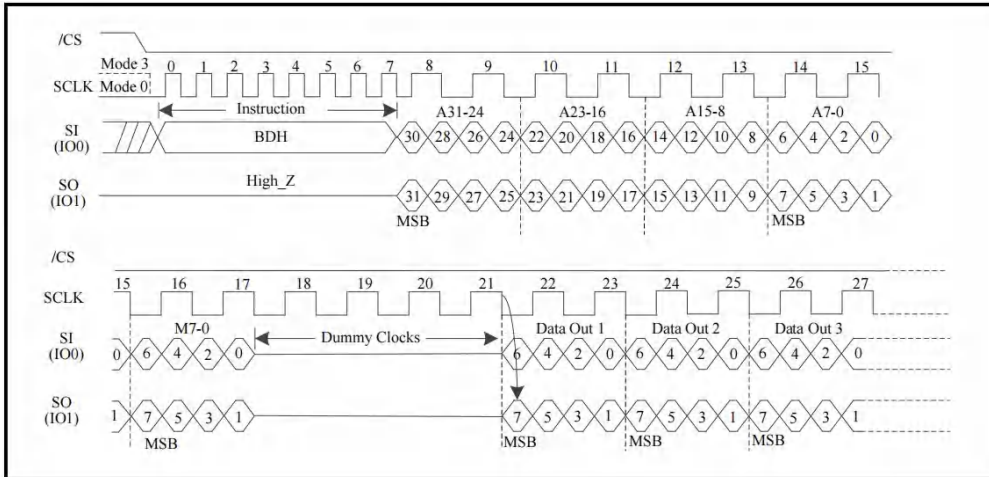 /CS
Mode 3 0 1 2 3 4 5 6 7 8 9 10 11 12 13 14 15
SCLK Mode 0
Instruction A31-24 A23-16 A15-8 A7-0
SI
(IO0) BDH 30 28 26 24 22 20 18 16 14 12 10 8 6 4 2 0
High_Z
SO
(IO1) 31 29 27 25 23 21 19 17 15 13 11 9 7 5 3 1
MSB MSB
/CS
15 16 17 18 19 20 21 22 23 24 25 26 27
SCLK
M7-0 Dummy Clocks Data Out 1 Data Out 2 Data Out 3
SI
(IO0) 0 6 4 2 0 6 4 2 0 6 4 2 0 6 4 2 0
SO
(IO1) 1 7 5 3 1 7 5 3 1 7 5 3 1 7 5 3 1
MSB MSB MSB MSB